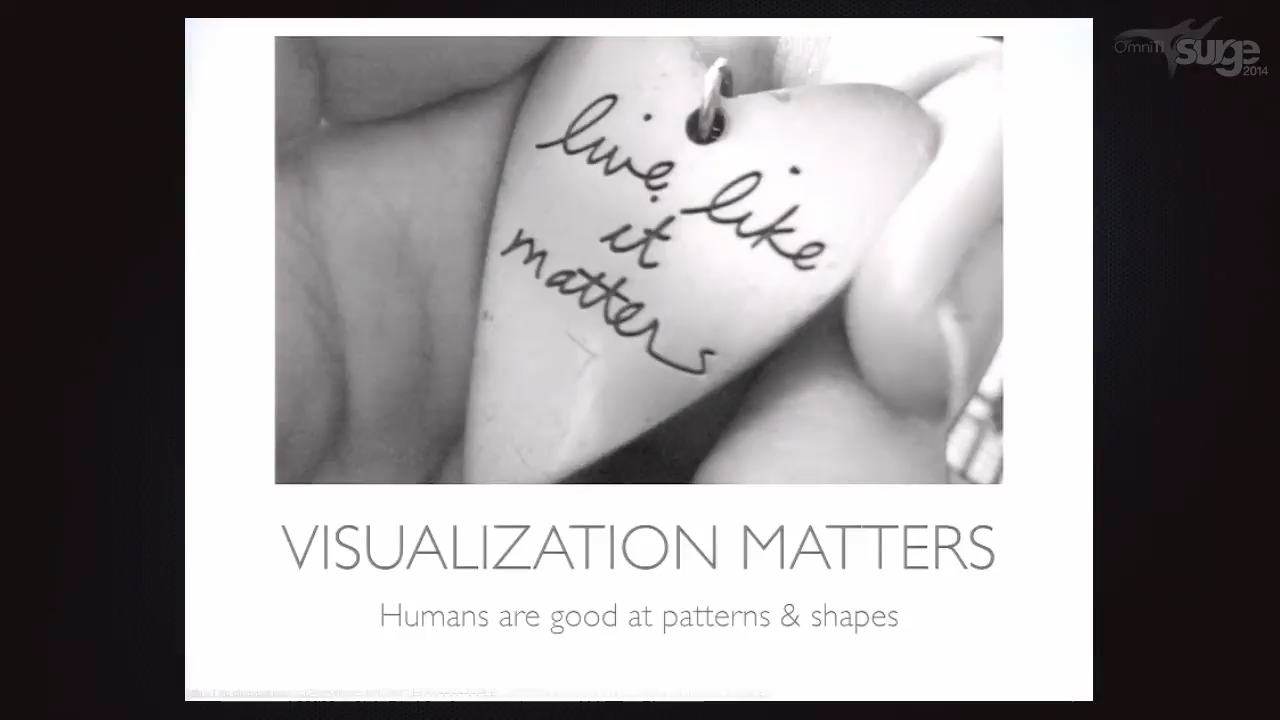 OmniTI surge
2014
live like
it
matters
VISUALIZATION MATTERS
Humans are good at patterns & shapes